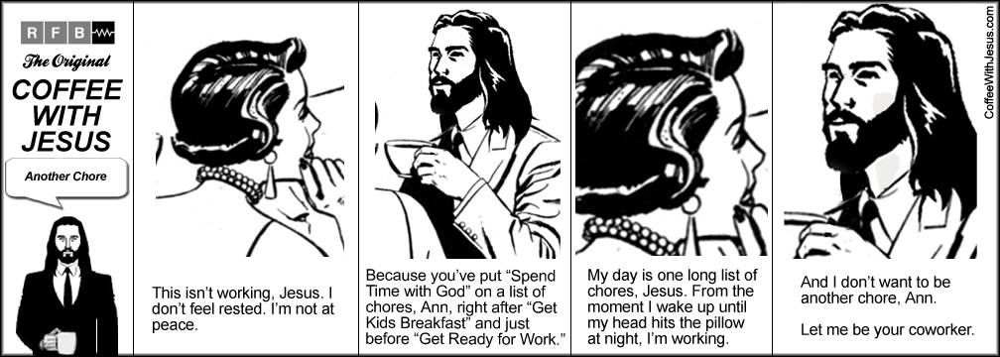 RFB
The Original
COFFEE
WITH
JESUS
Another Chore
This isn't working, Jesus. I
don't feel rested. I'm not at
peace.
Because you've put “Spend
Time with God” on a list of
chores, Ann, right after “Get
Kids Breakfast” and just
before “Get Ready for Work.”
My day is one long list of
chores, Jesus. From the
moment I wake up until
my head hits the pillow
at night, I'm working.
And I don't want to be
another chore, Ann.
Let me be your coworker.
CoffeeWithJesus.com